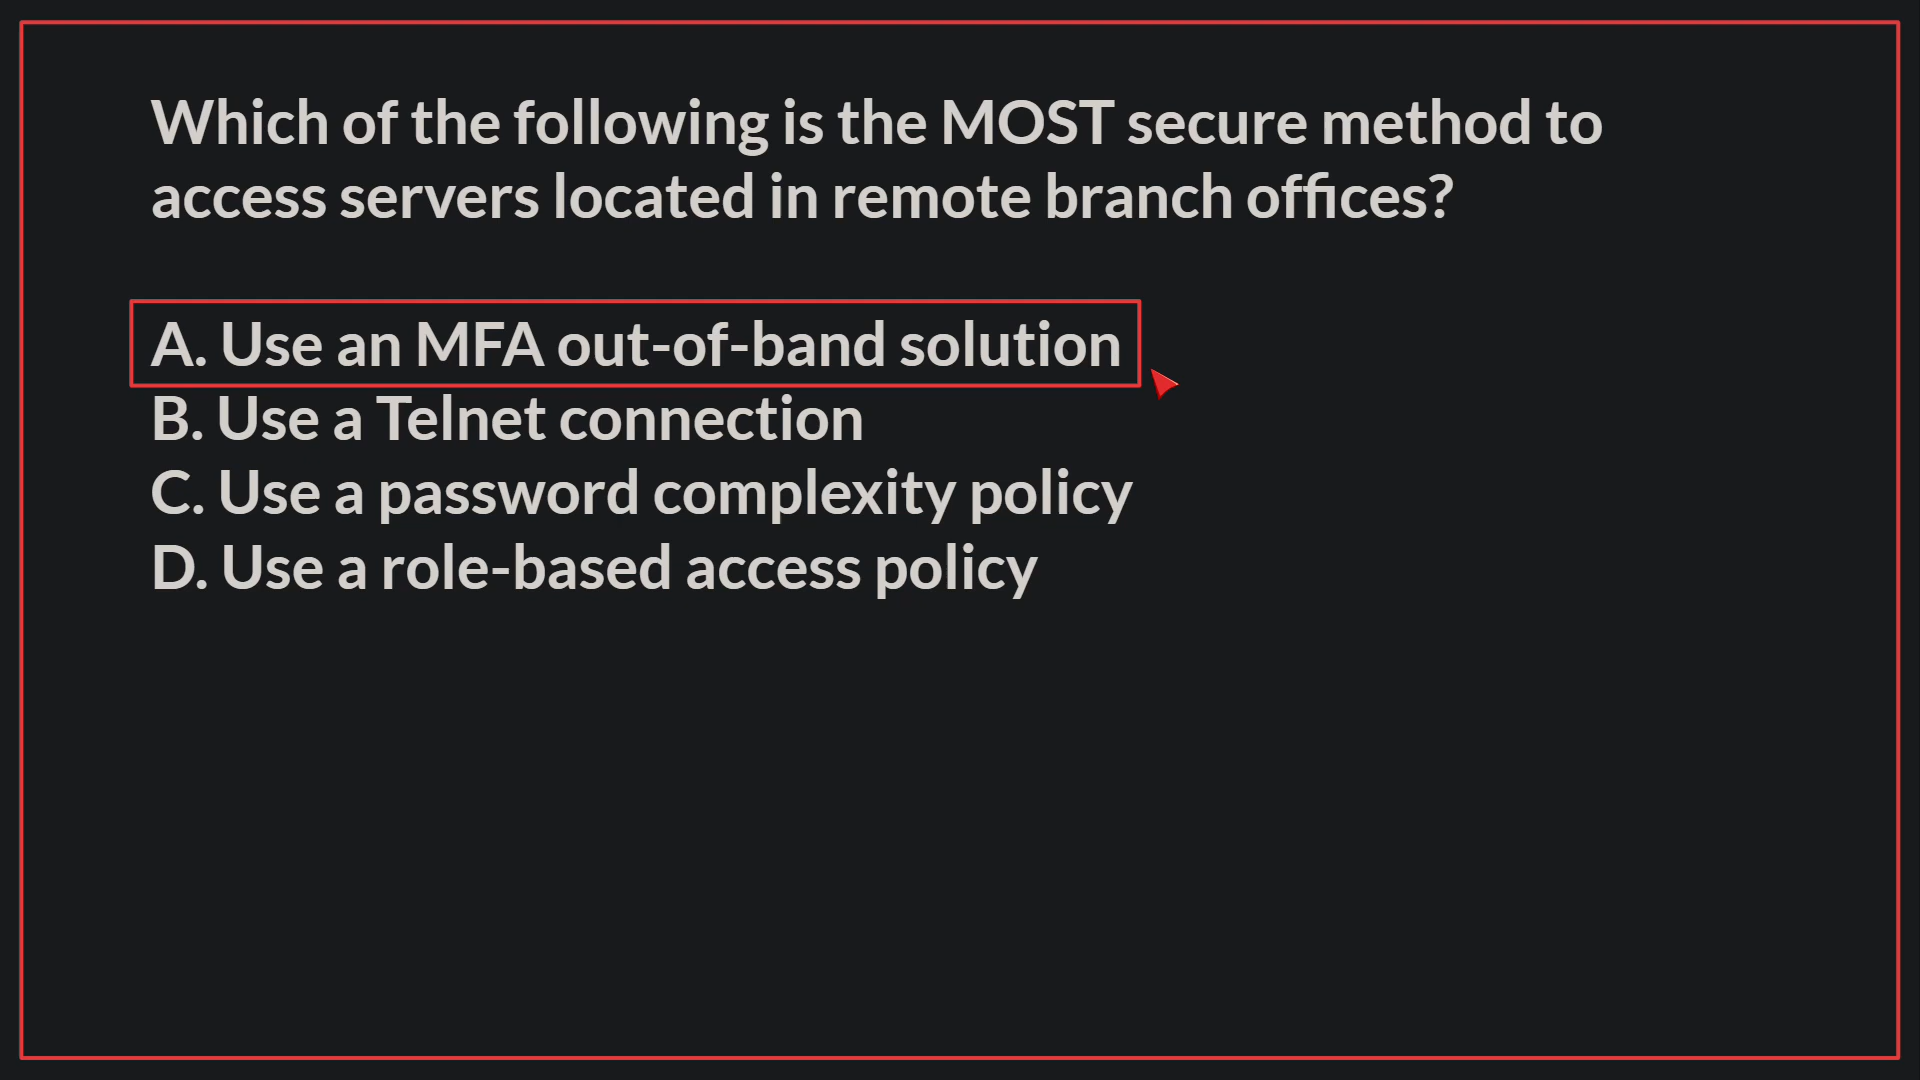 Which of the following is the MOST secure method to
access servers located in remote branch offices?
A. Use an MFA out-of-band solution
B. Use a Telnet connection
C. Use a password complexity policy
D. Use a role-based access policy